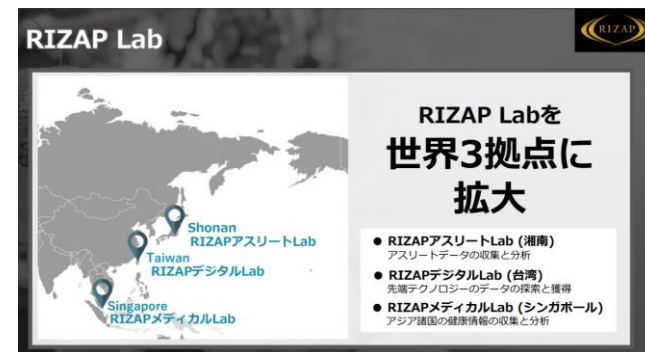 RIZAP Lab
RIZAP
Shonan
RIZAPアスリートLab
Taiwan
RIZAPデジタルLab
Singapore
RIZAPメディカルLab
RIZAP Labを
世界3拠点に
拡大
● RIZAPアスリートLab (湘南)
アスリートデータの収集と分析
● RIZAPデジタルLab (台湾)
先端テクノロジーのデータの探索と獲得
● RIZAPメディカルLab (シンガポール)
アジア諸国の健康情報の収集と分析